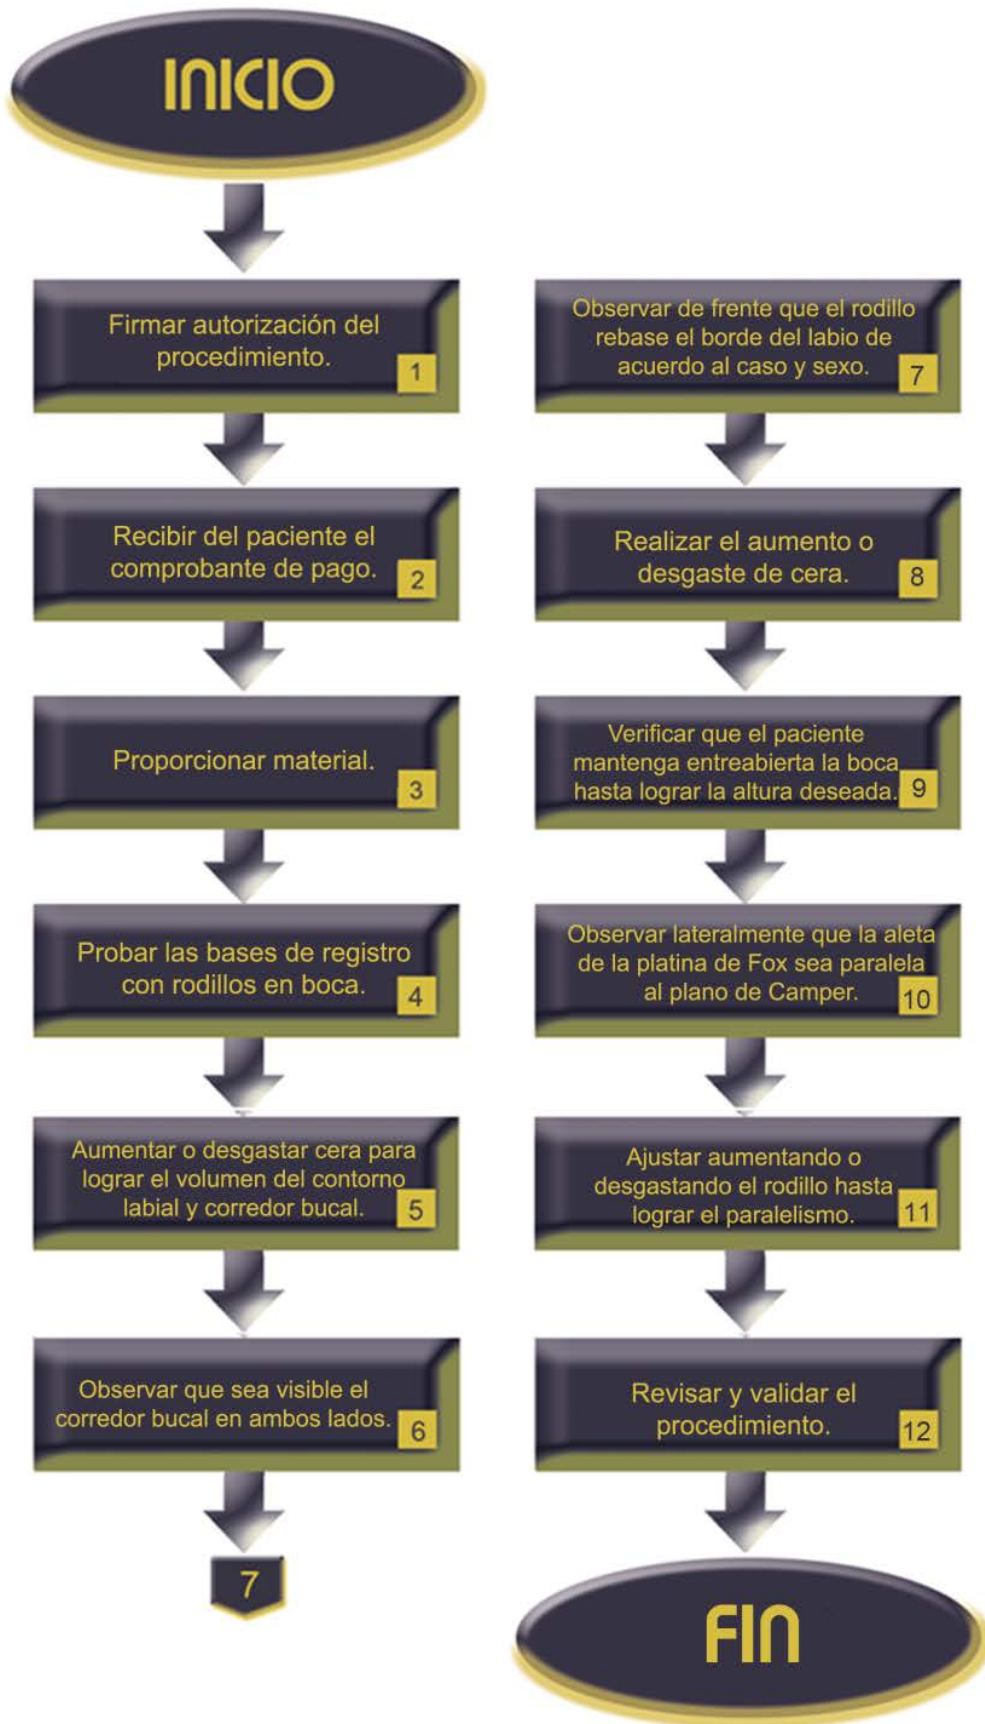 INICIO
Firmar autorización del
procedimiento.
1
Recibir del paciente el
comprobante de pago.
2
Proporcionar material.
3
Probar las bases de registro
con rodillos en boca.
4
Aumentar o desgastar cera para
lograr el volumen del contorno
labial y corredor bucal.
5
Observar que sea visible el
corredor bucal en ambos lados.
6
7
Observar de frente que el rodillo
rebase el borde del labio de
acuerdo al caso y sexo.
7
Realizar el aumento o
desgaste de cera.
8
Verificar que el paciente
mantenga entreabierta la boca
hasta lograr la altura deseada.
9
Observar lateralmente que la aleta
de la platina de Fox sea paralela
al plano de Camper.
10
Ajustar aumentando o
desgastando el rodillo hasta
lograr el paralelismo.
11
Revisar y validar el
procedimiento.
12
FIN